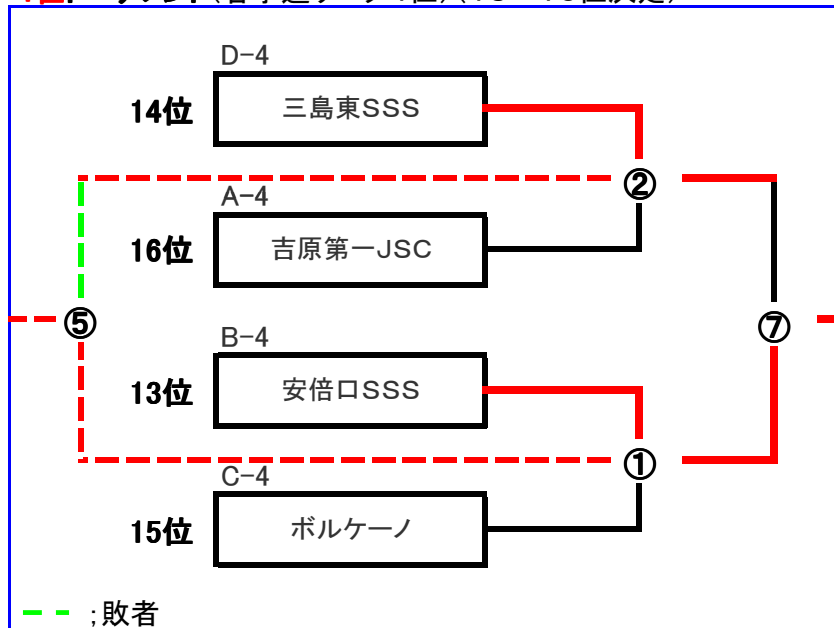 D-4
14位 三島東SSS
②
A-4
16位 吉原第一JSC
⑤
⑦
B-4
13位 安倍口SSS
①
C-4
15位 ボルケーノ
;敗者